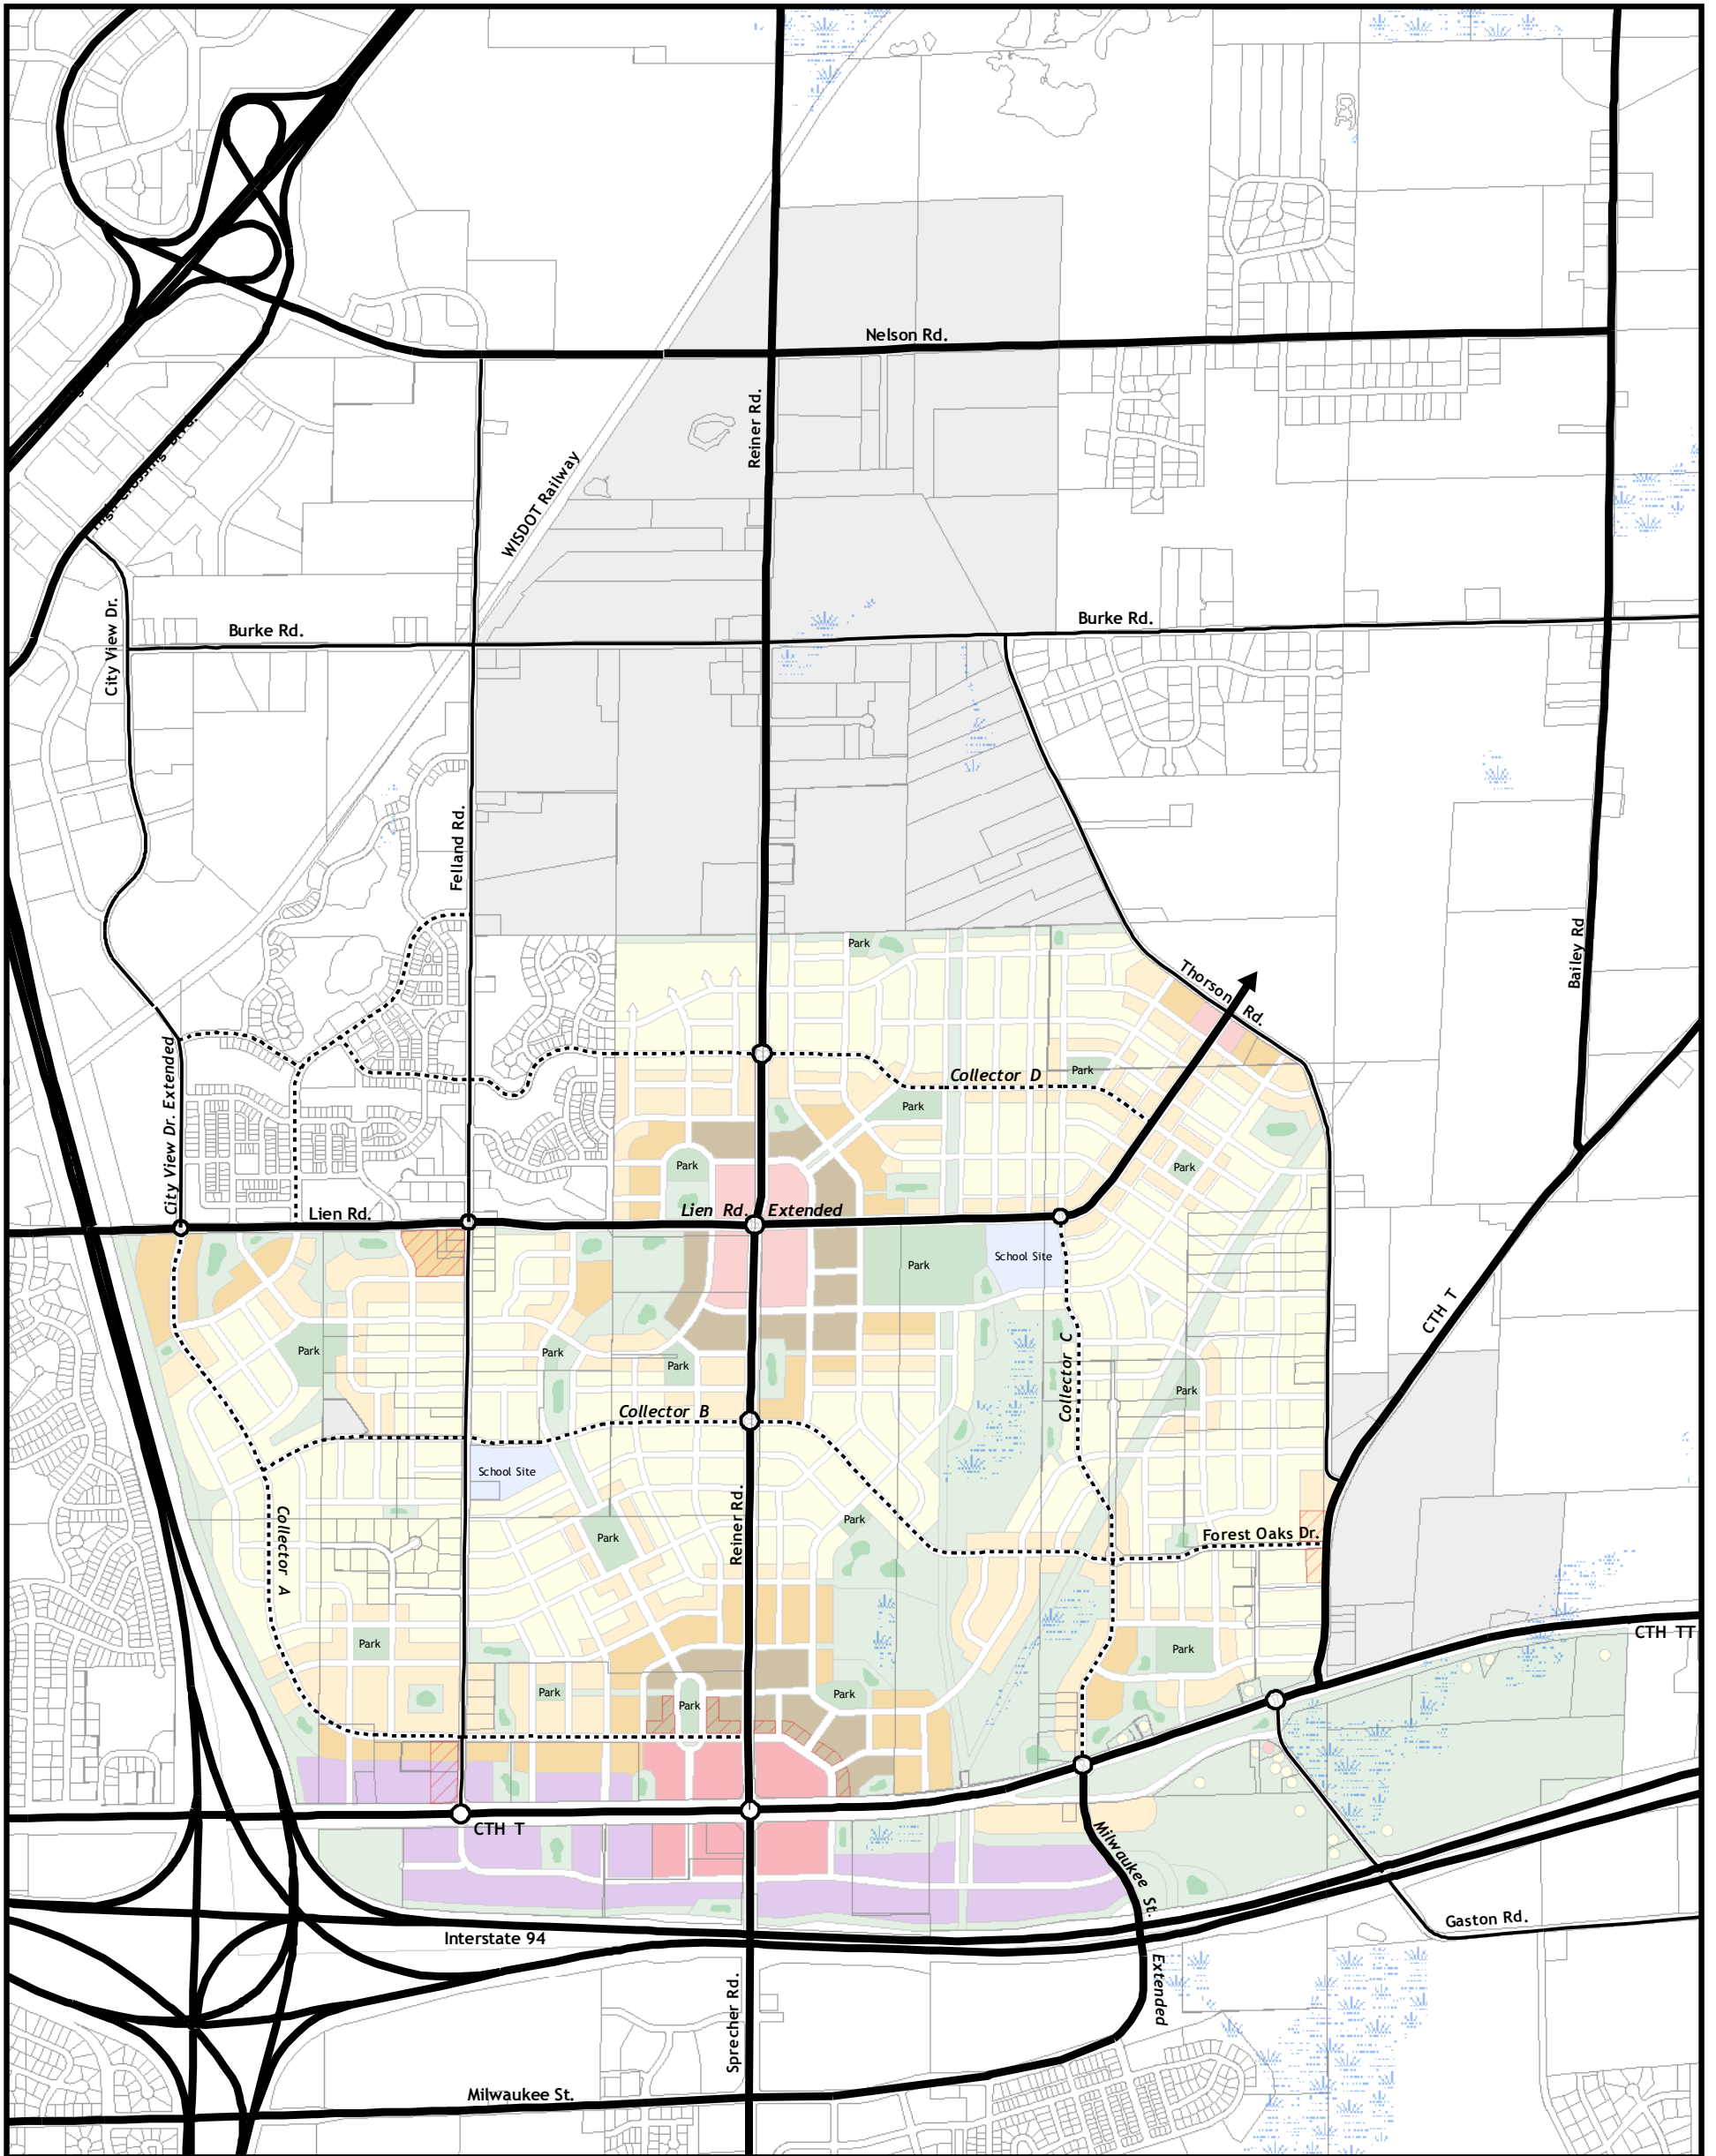 Nelson Rd.
Reiner Rd.
Blvd.
WISDOT Railway
City View Dr.
Burke Rd.
Burke Rd.
Felland Rd.
Park
Bailey Rd
Thorson Rd.
City View Dr. Extended
Collector D
Park
Park
Park
Park
Lien Rd.
Lien Rd. Extended
School Site
Park
CTH T
Park
Park
Park
Collector C
Park
Collector B
School Site
Reiner Rd.
Park
Park
Forest Oaks Dr.
Collector A
Park
Park
CTH TT
Park
Park
Park
CTH T
Milwaukee St. Extended
Gaston Rd.
Interstate 94
Sprecher Rd.
Milwaukee St.